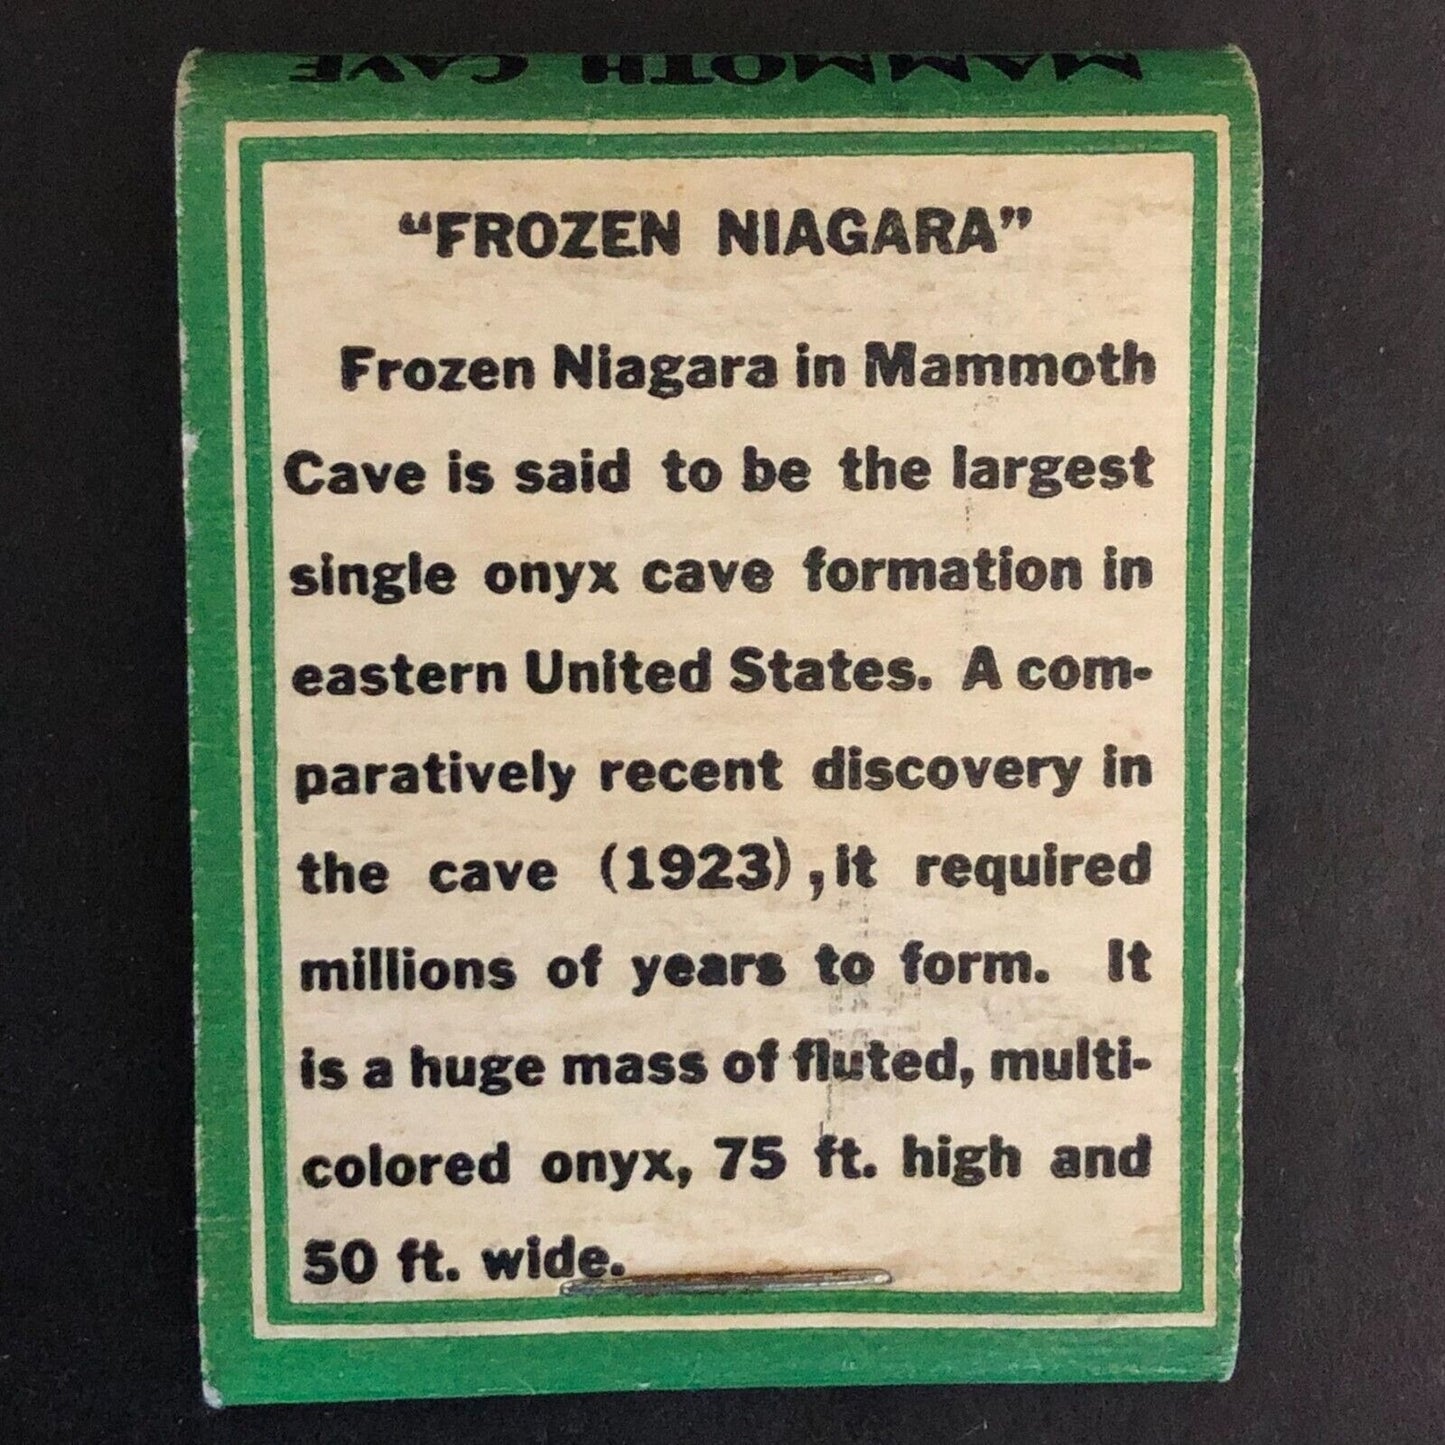 MAMMOTH CAVE
“FROZEN NIAGARA”
Frozen Niagara in Mammoth
Cave is said to be the largest
single onyx cave formation in
eastern United States. A com-
paratively recent discovery in
the cave (1923) ,it required
millions of years to form. It
is a huge mass of fluted, multi-
colored onyx, 75 ft. high and
50 ft. wide.